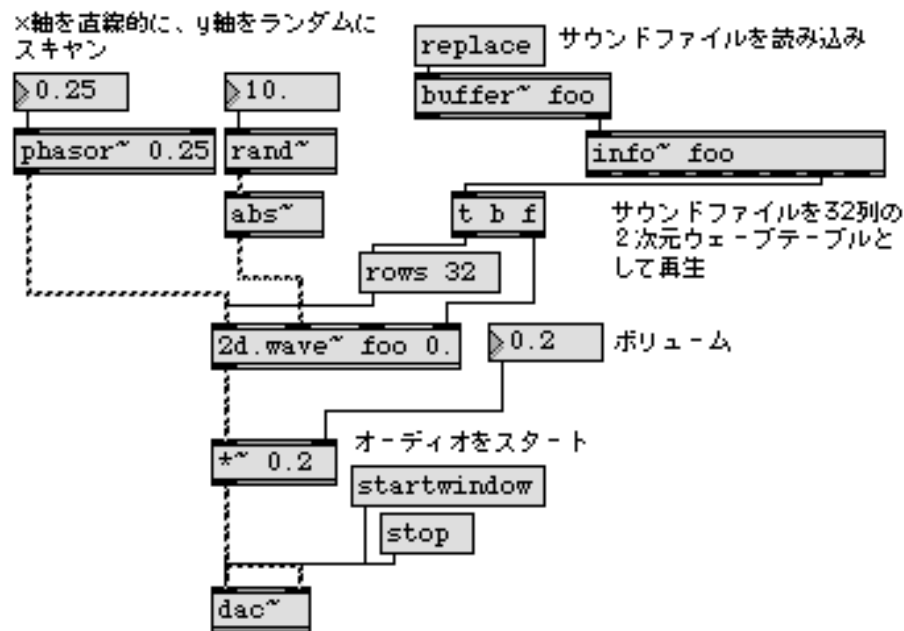 x軸を直線的に、y軸をランダムに
スキャン
replace
サウンドファイルを読み込み
0.25
10.
buffer~ foo
phasor~ 0.25
rand~
info~ foo
abs~
t b f
サウンドファイルを32列の
2次元ウェーブテーブルと
して再生
rows 32
2d.wave~ foo 0.
0.2
ボリューム
*~ 0.2
オーディオをスタート
startwindow
stop
dac~